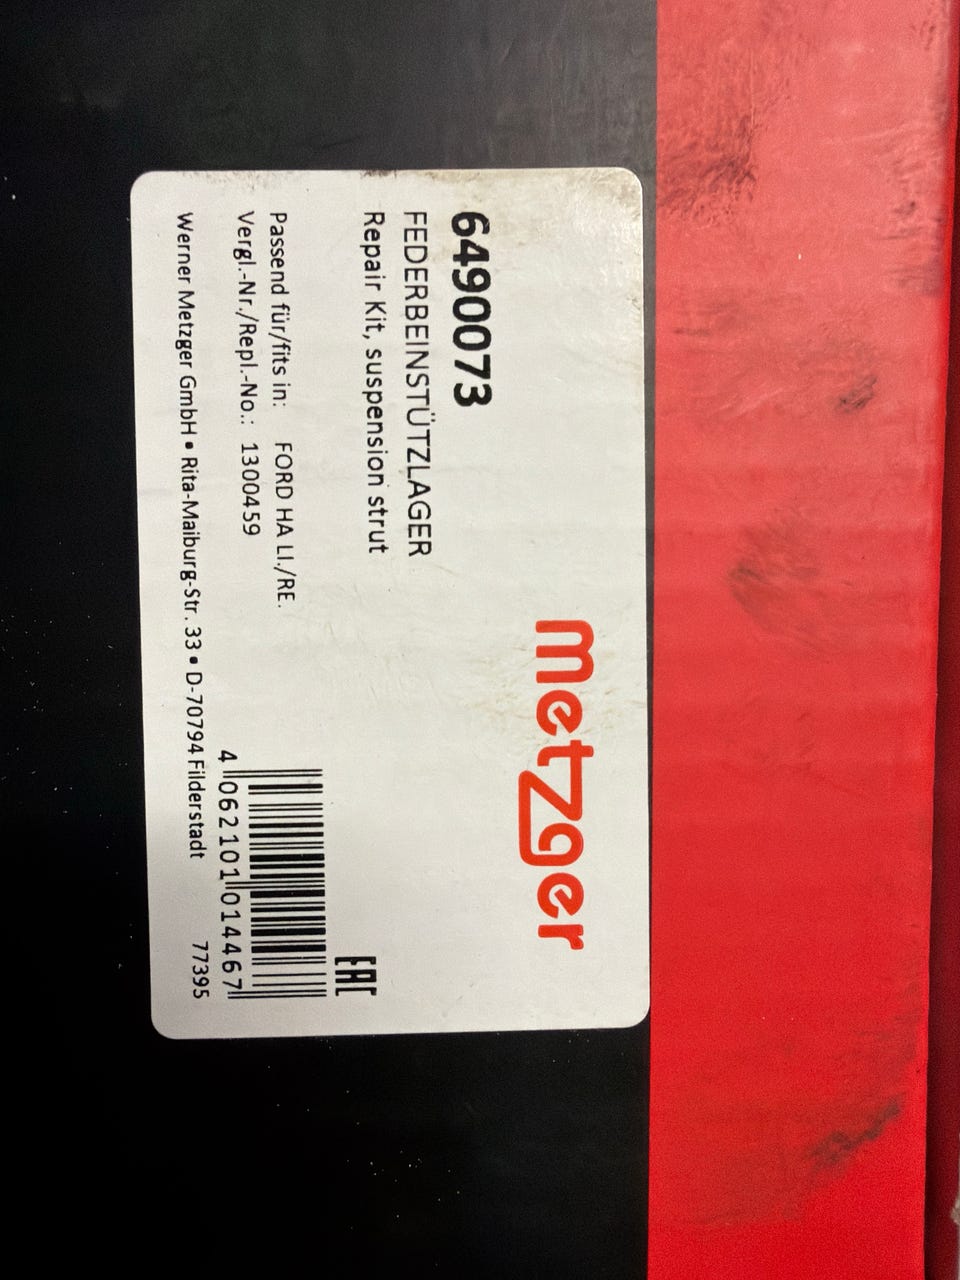 metzger
6490073
FEDERBEINSTÜTZLAGER
Repair Kit, suspension strut
EAC
Passend für/fits in: FORD HA LI./RE.
Vergl.-Nr./Repl.-No.: 1300459
4 062101 014467
Werner Metzger GmbH • Rita-Maiburg-Str. 33 • D-70794 Filderstadt 77395